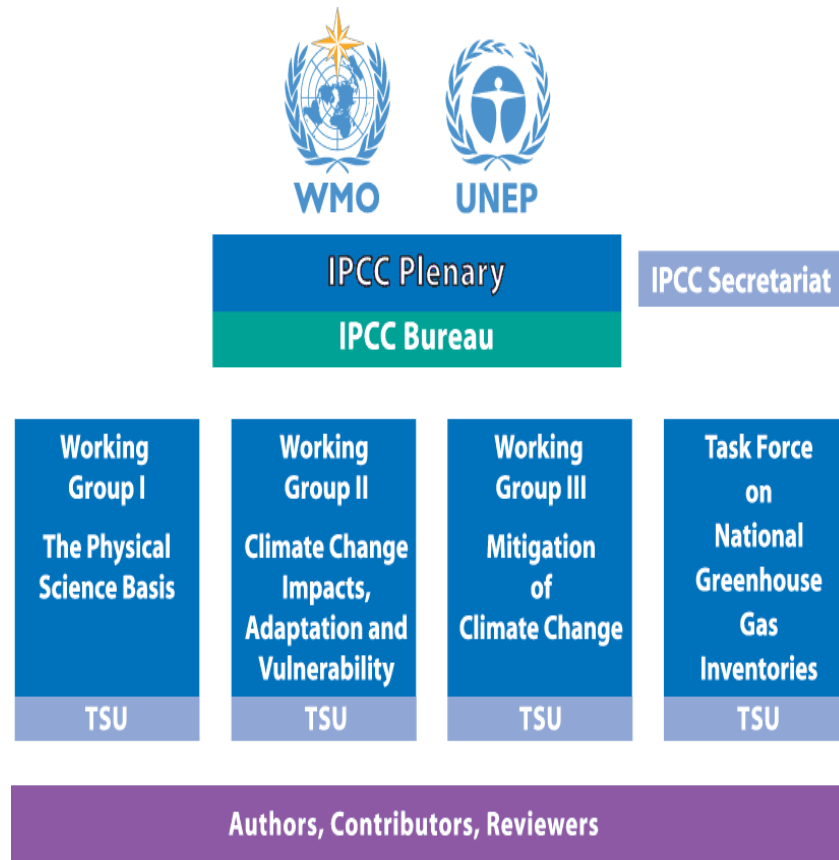 WMO
UNEP
IPCC Plenary
IPCC Secretariat
IPCC Bureau
Working
Group I
The Physical
Science Basis
TSU
Working
Group II
Climate Change
Impacts,
Adaptation and
Vulnerability
TSU
Working
Group III
Mitigation
of
Climate Change
TSU
Task Force
on
National
Greenhouse
Gas
Inventories
TSU
Authors, Contributors, Reviewers